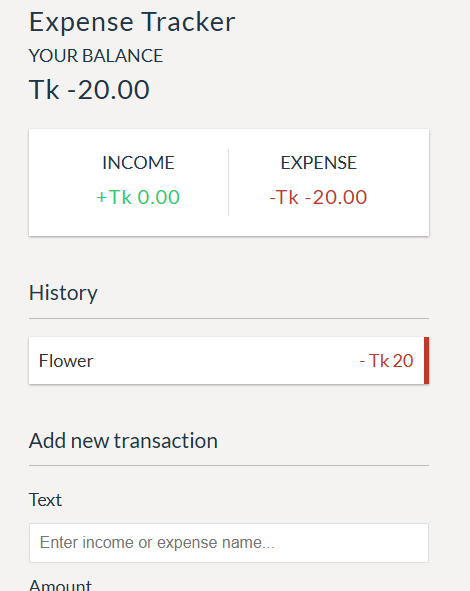 Expense Tracker
YOUR BALANCE
Tk -20.00
INCOME
EXPENSE
+Tk 0.00
-Tk -20.00
History
Flower
- Tk 20
Add new transaction
Text
Enter income or expense name...
Amount